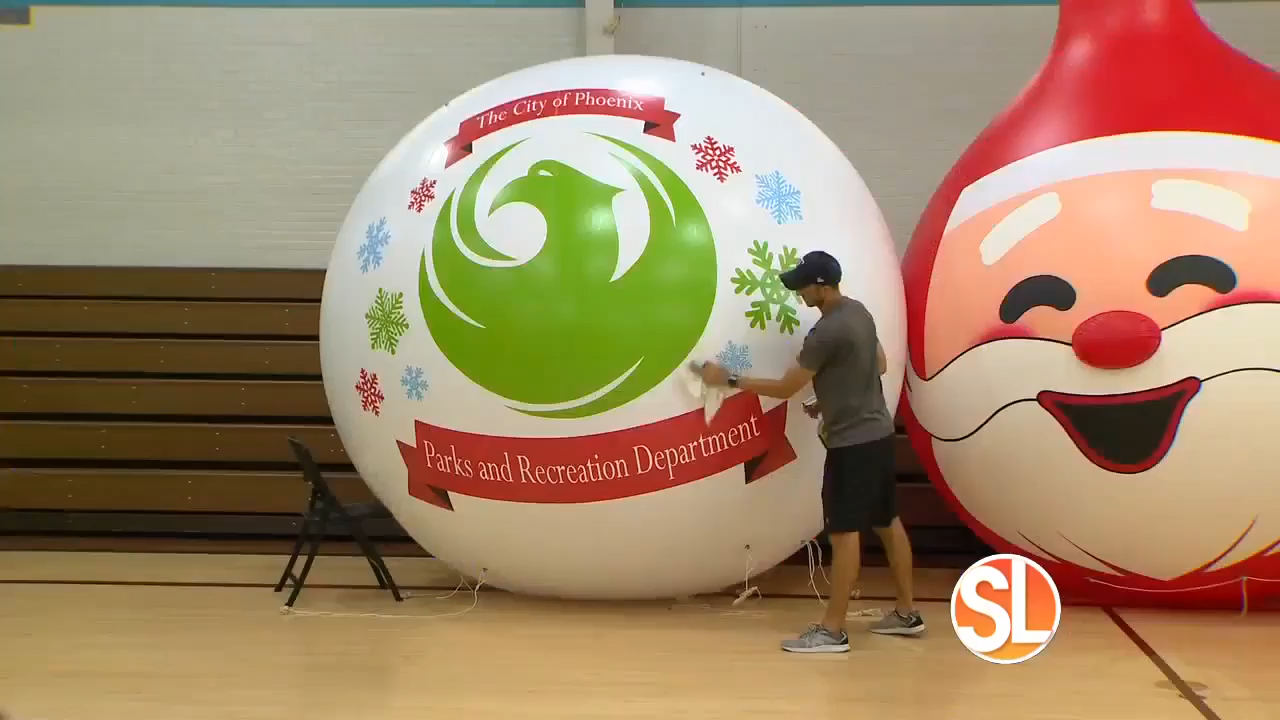 The City of Phoenix
Parks and Recreation Department
SL